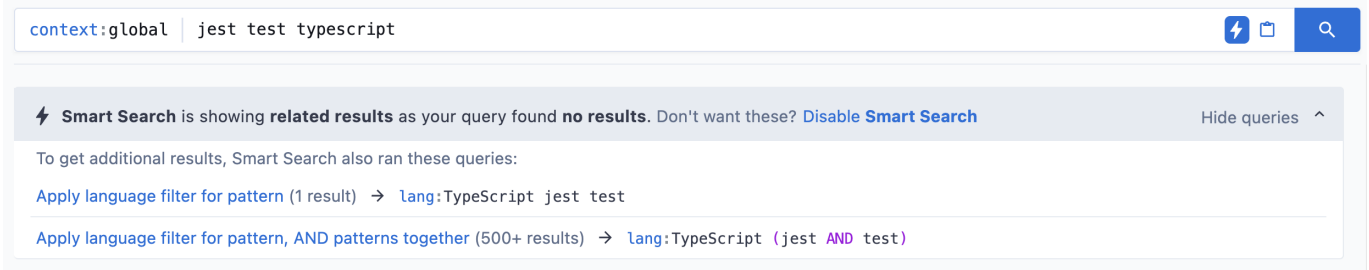 context:global jest test typescript
Smart Search is showing related results as your query found no results. Don't want these? Disable Smart Search Hide queries
To get additional results, Smart Search also ran these queries:
Apply language filter for pattern (1 result) → lang:TypeScript jest test
Apply language filter for pattern, AND patterns together (500+ results) → lang:TypeScript (jest AND test)